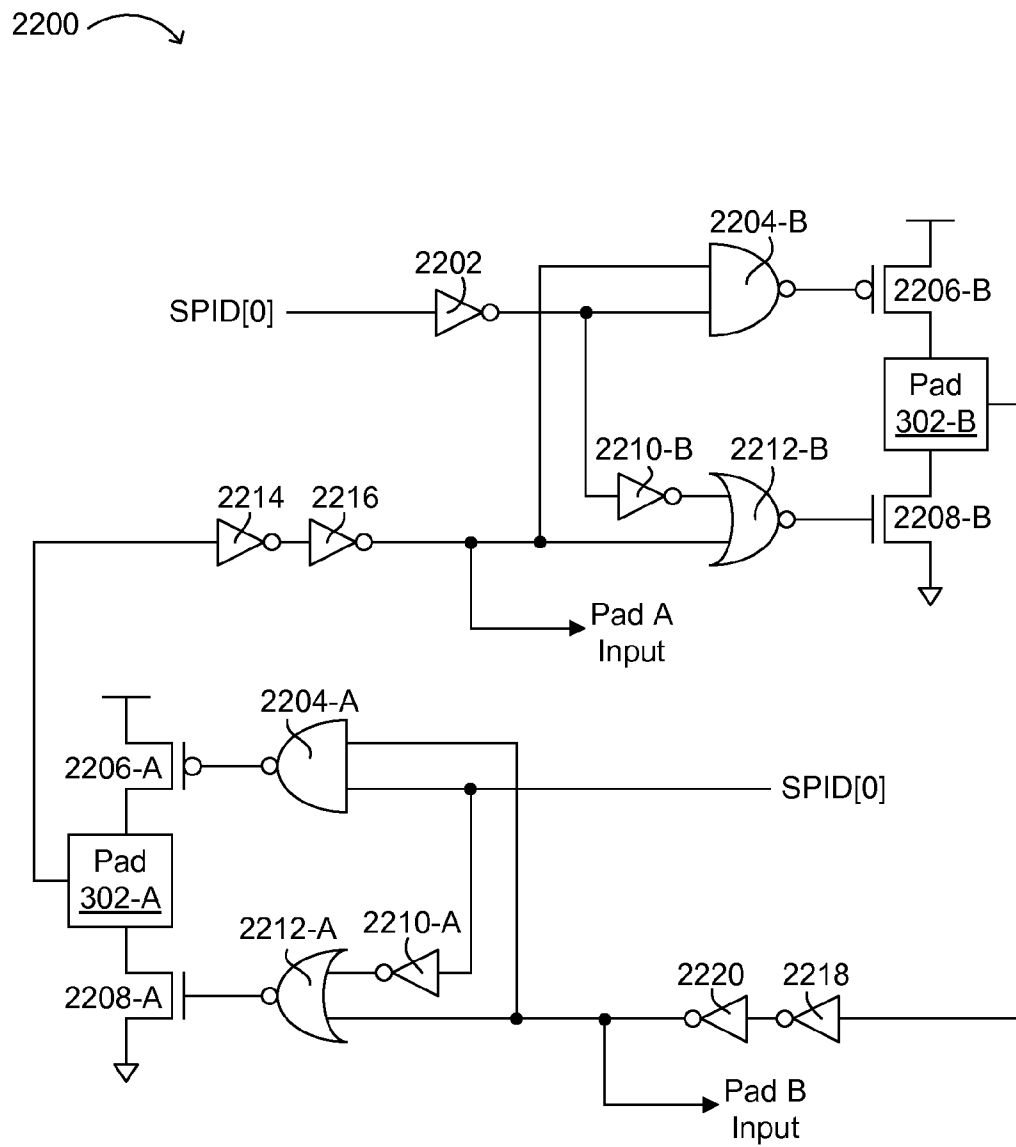 2200
2204-B
2202
SPID[0]
2206-B
Pad
302-B
2210-B
2212-B
2214
2216
2208-B
Pad A
Input
2204-A
2206-A
SPID[0]
Pad
302-A
2212-A
2210-A
2208-A
2220
2218
Pad B
Input